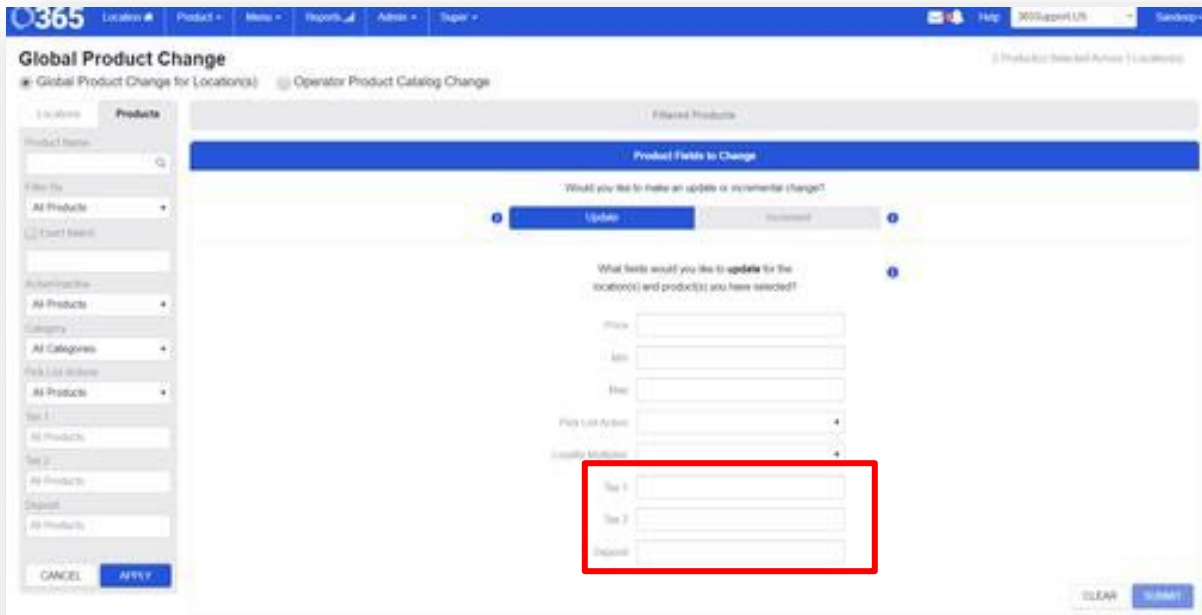 365 Location Product Menu Reports Admin Super Help 365Support.US Sandeep
Global Product Change
2 Product(s) Selected Across 1 Location(s)
Global Product Change for Location(s) Operator Product Catalog Change
Locations Products
Filtered Products
Product Name
Product Fields to Change
Filter By
Would you like to make an update or incremental change?
All Products
Update Increment
Exact Match
What fields would you like to update for the
location(s) and product(s) you have selected?
Active/Inactive
All Products
Price
Category
All Categories
Min
Pick List Actions
All Products
Max
Tax 1
All Products
Pick List Action
Tax 2
All Products
Loyalty Multiplier
Deposit
All Products
Tax 1
Tax 2
Deposit
CANCEL APPLY
CLEAR SUBMIT